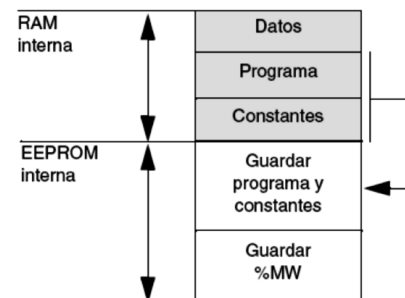 RAM
interna
Datos
Programa
Constantes
EEPROM
interna
Guardar
programa y
constantes
Guardar
%MW